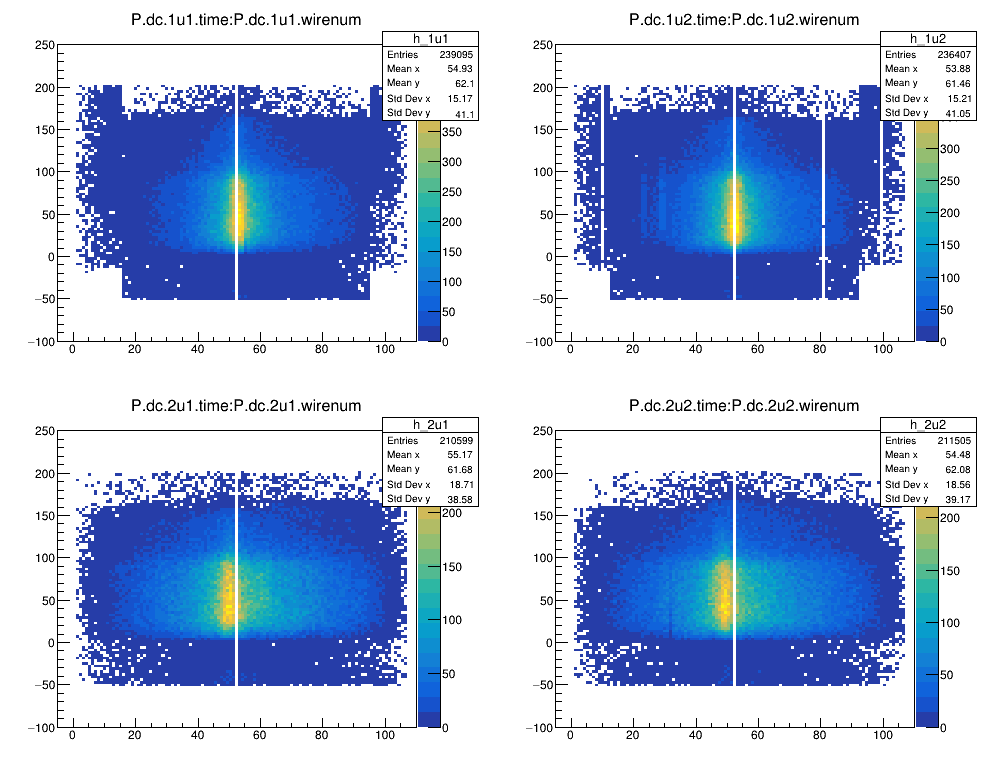 P.dc.1u1.time:P.dc.1u1.wirenum
h_1u1
Entries 239095
Mean x 54.93
Mean y 62.1
Std Dev x 15.17
Std Dev y 41.1
250
200
150
100
50
0
−50
−100
0 20 40 60 80 100
350
300
250
200
150
100
50
0
P.dc.1u2.time:P.dc.1u2.wirenum
h_1u2
Entries 236407
Mean x 53.88
Mean y 61.46
Std Dev x 15.21
Std Dev y 41.05
250
200
150
100
50
0
−50
−100
0 20 40 60 80 100
350
300
250
200
150
100
50
0
P.dc.2u1.time:P.dc.2u1.wirenum
h_2u1
Entries 210599
Mean x 55.17
Mean y 61.68
Std Dev x 18.71
Std Dev y 38.58
250
200
150
100
50
0
−50
−100
0 20 40 60 80 100
200
150
100
50
0
P.dc.2u2.time:P.dc.2u2.wirenum
h_2u2
Entries 211505
Mean x 54.48
Mean y 62.08
Std Dev x 18.56
Std Dev y 39.17
250
200
150
100
50
0
−50
−100
0 20 40 60 80 100
200
150
100
50
0